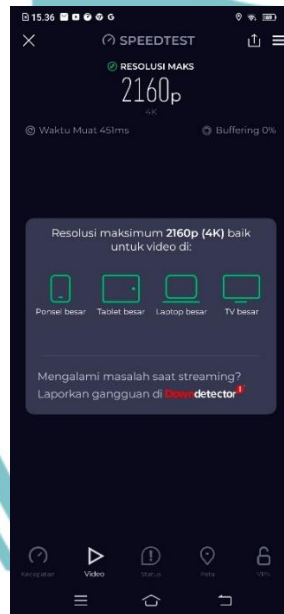 15.36
SPEEDTEST
RESOLUSI MAKS
2160p
4K
Waktu Muat 451ms
Buffering 0%
Resolusi maksimum 2160p (4K) baik
untuk video di:
Ponsel besar
Tablet besar
Laptop besar
TV besar
Mengalami masalah saat streaming?
Laporkan gangguan di Downdetector
Kecepatan
Video
Status
Peta
VPN